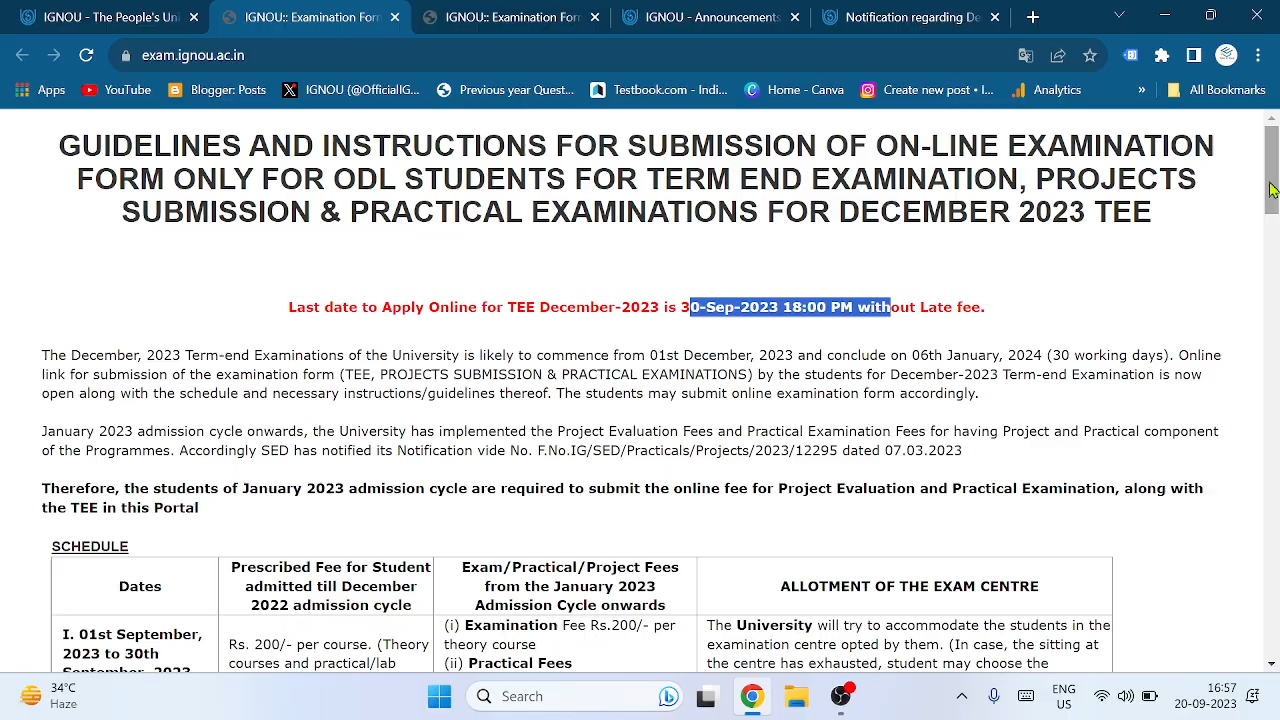 IGNOU - The People's Uni
IGNOU:: Examination Form
IGNOU:: Examination Form
IGNOU - Announcements
Notification regarding De
exam.ignou.ac.in
Apps
YouTube
Blogger: Posts
IGNOU (@OfficialIG...
Previous year Quest...
Testbook.com - Indi...
Home - Canva
Create new post • I...
Analytics
»
All Bookmarks
GUIDELINES AND INSTRUCTIONS FOR SUBMISSION OF ON-LINE EXAMINATION
FORM ONLY FOR ODL STUDENTS FOR TERM END EXAMINATION, PROJECTS
SUBMISSION & PRACTICAL EXAMINATIONS FOR DECEMBER 2023 TEE
Last date to Apply Online for TEE December-2023 is 30-Sep-2023 18:00 PM without Late fee.
The December, 2023 Term-end Examinations of the University is likely to commence from 01st December, 2023 and conclude on 06th January, 2024 (30 working days). Online
link for submission of the examination form (TEE, PROJECTS SUBMISSION & PRACTICAL EXAMINATIONS) by the students for December-2023 Term-end Examination is now
open along with the schedule and necessary instructions/guidelines thereof. The students may submit online examination form accordingly.
January 2023 admission cycle onwards, the University has implemented the Project Evaluation Fees and Practical Examination Fees for having Project and Practical component
of the Programmes. Accordingly SED has notified its Notification vide No. F.No.IG/SED/Practicals/Projects/2023/12295 dated 07.03.2023
Therefore, the students of January 2023 admission cycle are required to submit the online fee for Project Evaluation and Practical Examination, along with
the TEE in this Portal
SCHEDULE
Dates
Prescribed Fee for Student
admitted till December
2022 admission cycle
Exam/Practical/Project Fees
from the January 2023
Admission Cycle onwards
ALLOTMENT OF THE EXAM CENTRE
I. 01st September,
2023 to 30th
September, 2023
Rs. 200/- per course. (Theory
courses and practical/lab
(i) Examination Fee Rs.200/- per
theory course
(ii) Practical Fees
The University will try to accommodate the students in the
examination centre opted by them. (In case, the sitting at
the centre has exhausted, student may choose the
34°C
Haze
Search
ENG
US
16:57
20-09-2023